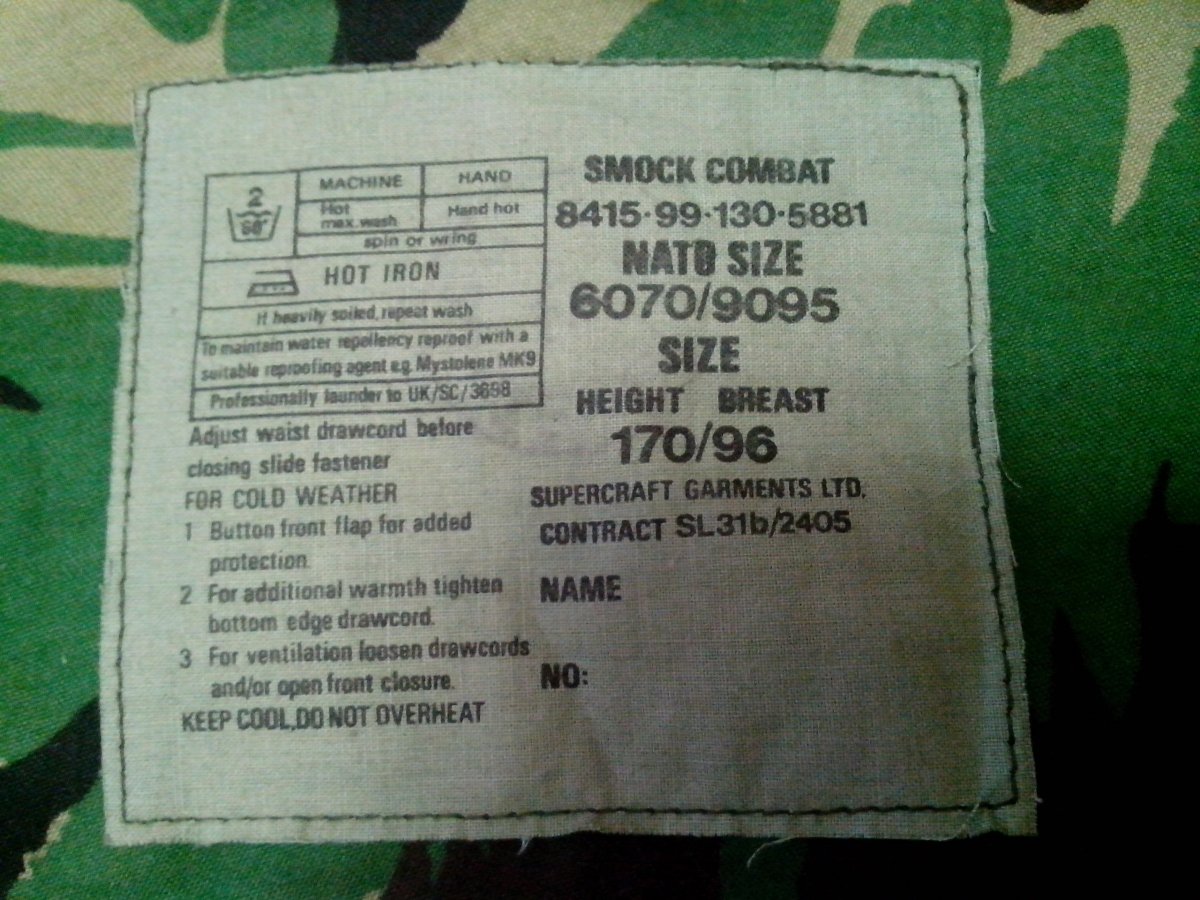 2
60°
MACHINE
HAND
Hot
max wash
Hand hot
spin or wring
HOT IRON
If heavily soiled, repeat wash
To maintain water repellency reproof with a
suitable reproofing agent e.g. Mystolene MK9
Professionally launder to UK/SC/3698
Adjust waist drawcord before
closing slide fastener
FOR COLD WEATHER
1 Button front flap for added
protection.
2 For additional warmth tighten
bottom edge drawcord.
3 For ventilation loosen drawcords
and/or open front closure.
KEEP COOL, DO NOT OVERHEAT
SMOCK COMBAT
8415·99·130·5881
NATO SIZE
6070/9095
SIZE
HEIGHT BREAST
170/96
SUPERCRAFT GARMENTS LTD.
CONTRACT SL31b/2405
NAME
NO: